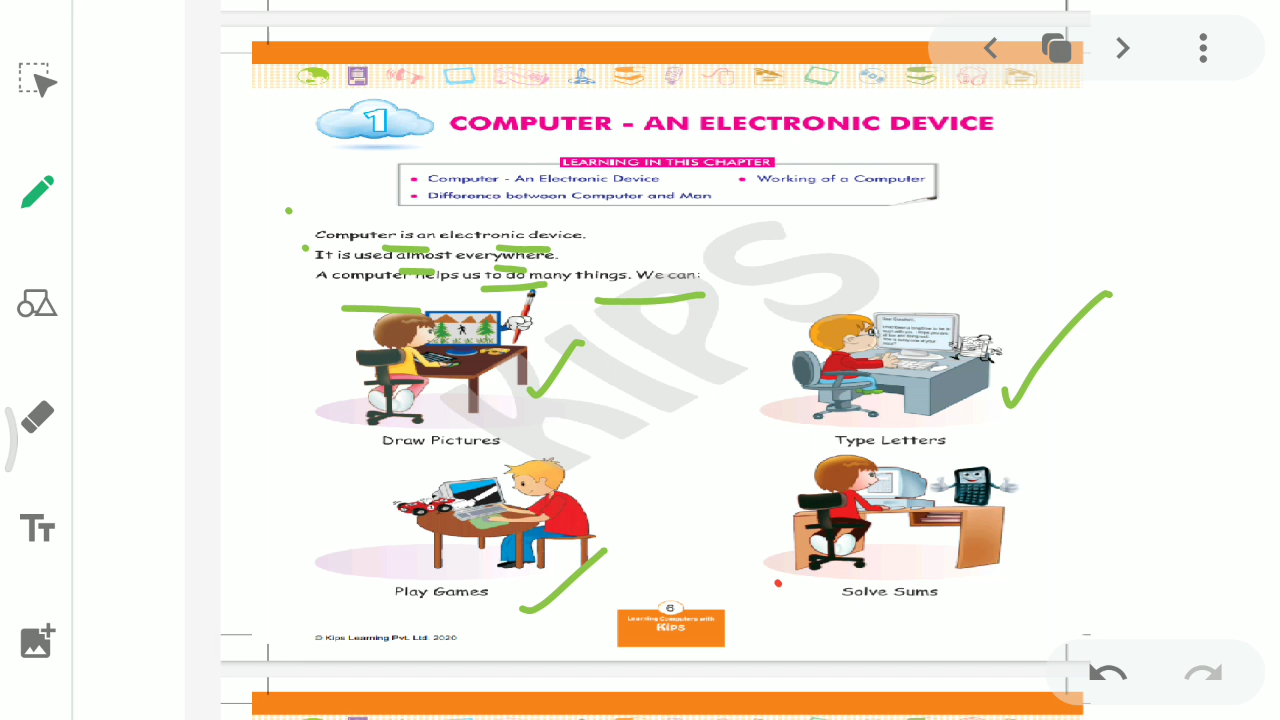 1 COMPUTER - AN ELECTRONIC DEVICE
LEARNING IN THIS CHAPTER
• Computer - An Electronic Device • Working of a Computer
• Difference between Computer and Man
Computer is an electronic device.
It is used almost everywhere.
A computer helps us to do many things. We can:
KIPS
Draw Pictures
Type Letters
Play Games
Solve Sums
6
Learning Computers with
Kips
© Kips Learning Pvt. Ltd. 2020
TT